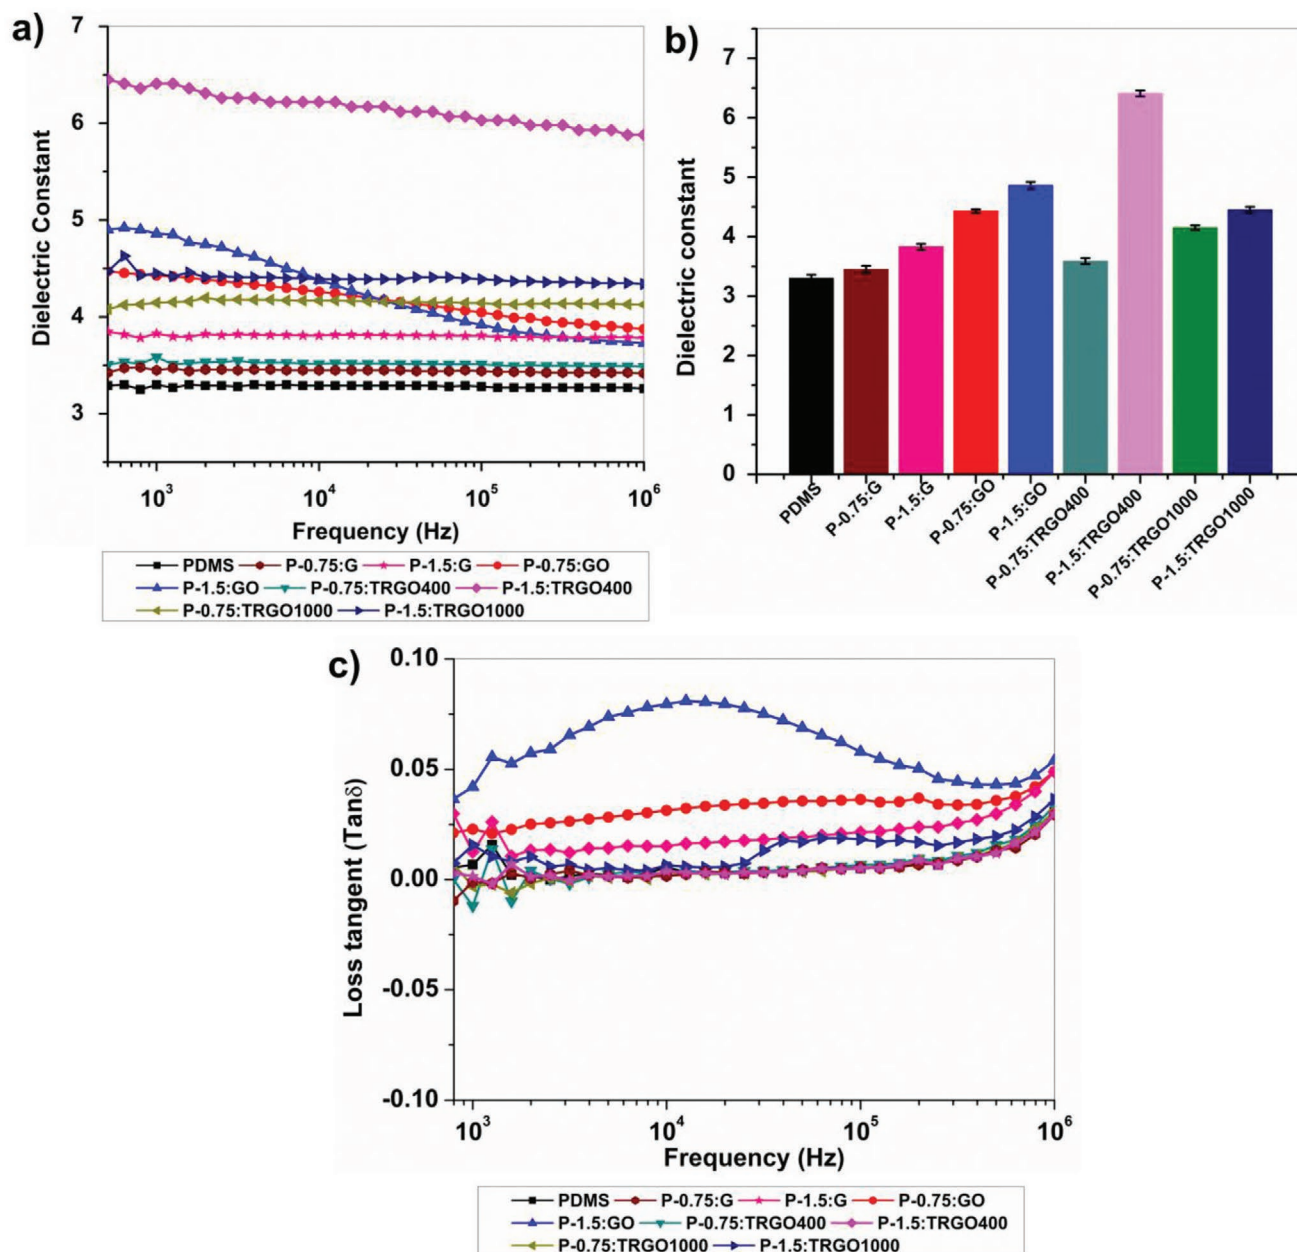 a)
7
6
5
4
3
Dielectric Constant
10³ 10⁴ 10⁵ 10⁶
Frequency (Hz)
PDMS P-0.75:G P-1.5:G P-0.75:GO
P-1.5:GO P-0.75:TRGO400 P-1.5:TRGO400
P-0.75:TRGO1000 P-1.5:TRGO1000
b)
7
6
5
4
3
2
1
0
Dielectric constant
PDMS
P-0.75:G
P-1.5:G
P-0.75:GO
P-1.5:GO
P-0.75:TRGO400
P-1.5:TRGO400
P-0.75:TRGO1000
P-1.5:TRGO1000
c)
0.10
0.05
0.00
-0.05
-0.10
Loss tangent (Tanδ)
10³ 10⁴ 10⁵ 10⁶
Frequency (Hz)
PDMS P-0.75:G P-1.5:G P-0.75:GO
P-1.5:GO P-0.75:TRGO400 P-1.5:TRGO400
P-0.75:TRGO1000 P-1.5:TRGO1000